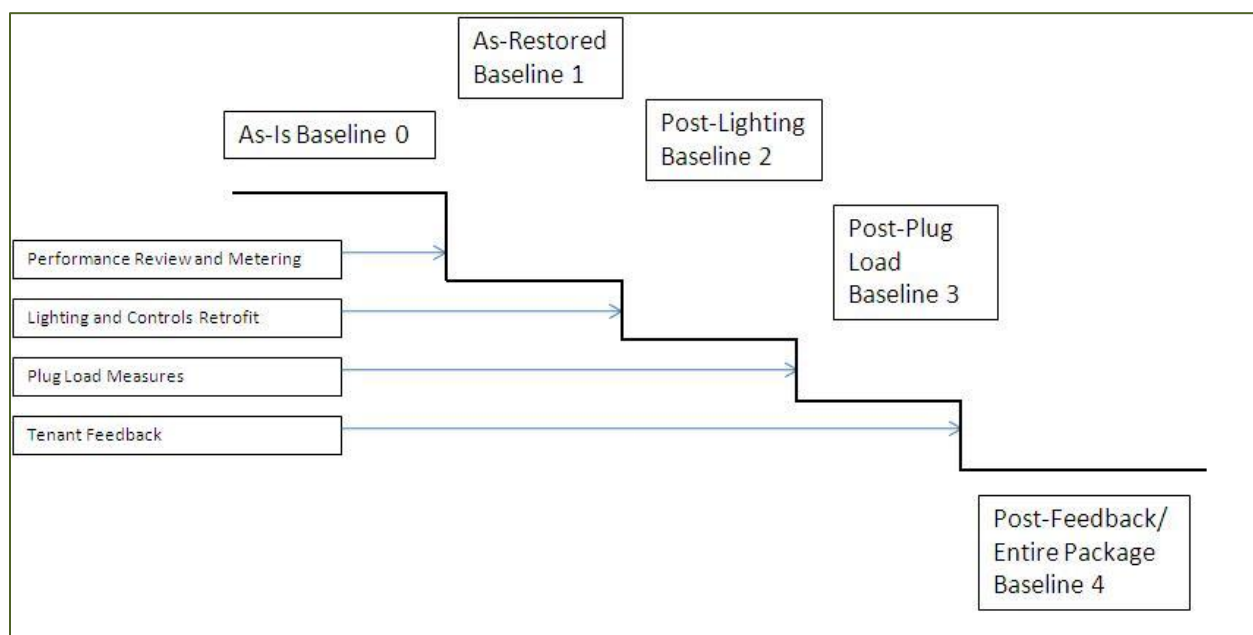 As-Restored
Baseline 1
As-Is Baseline 0
Post-Lighting
Baseline 2
Post-Plug
Load
Baseline 3
Performance Review and Metering
Lighting and Controls Retrofit
Plug Load Measures
Tenant Feedback
Post-Feedback/
Entire Package
Baseline 4